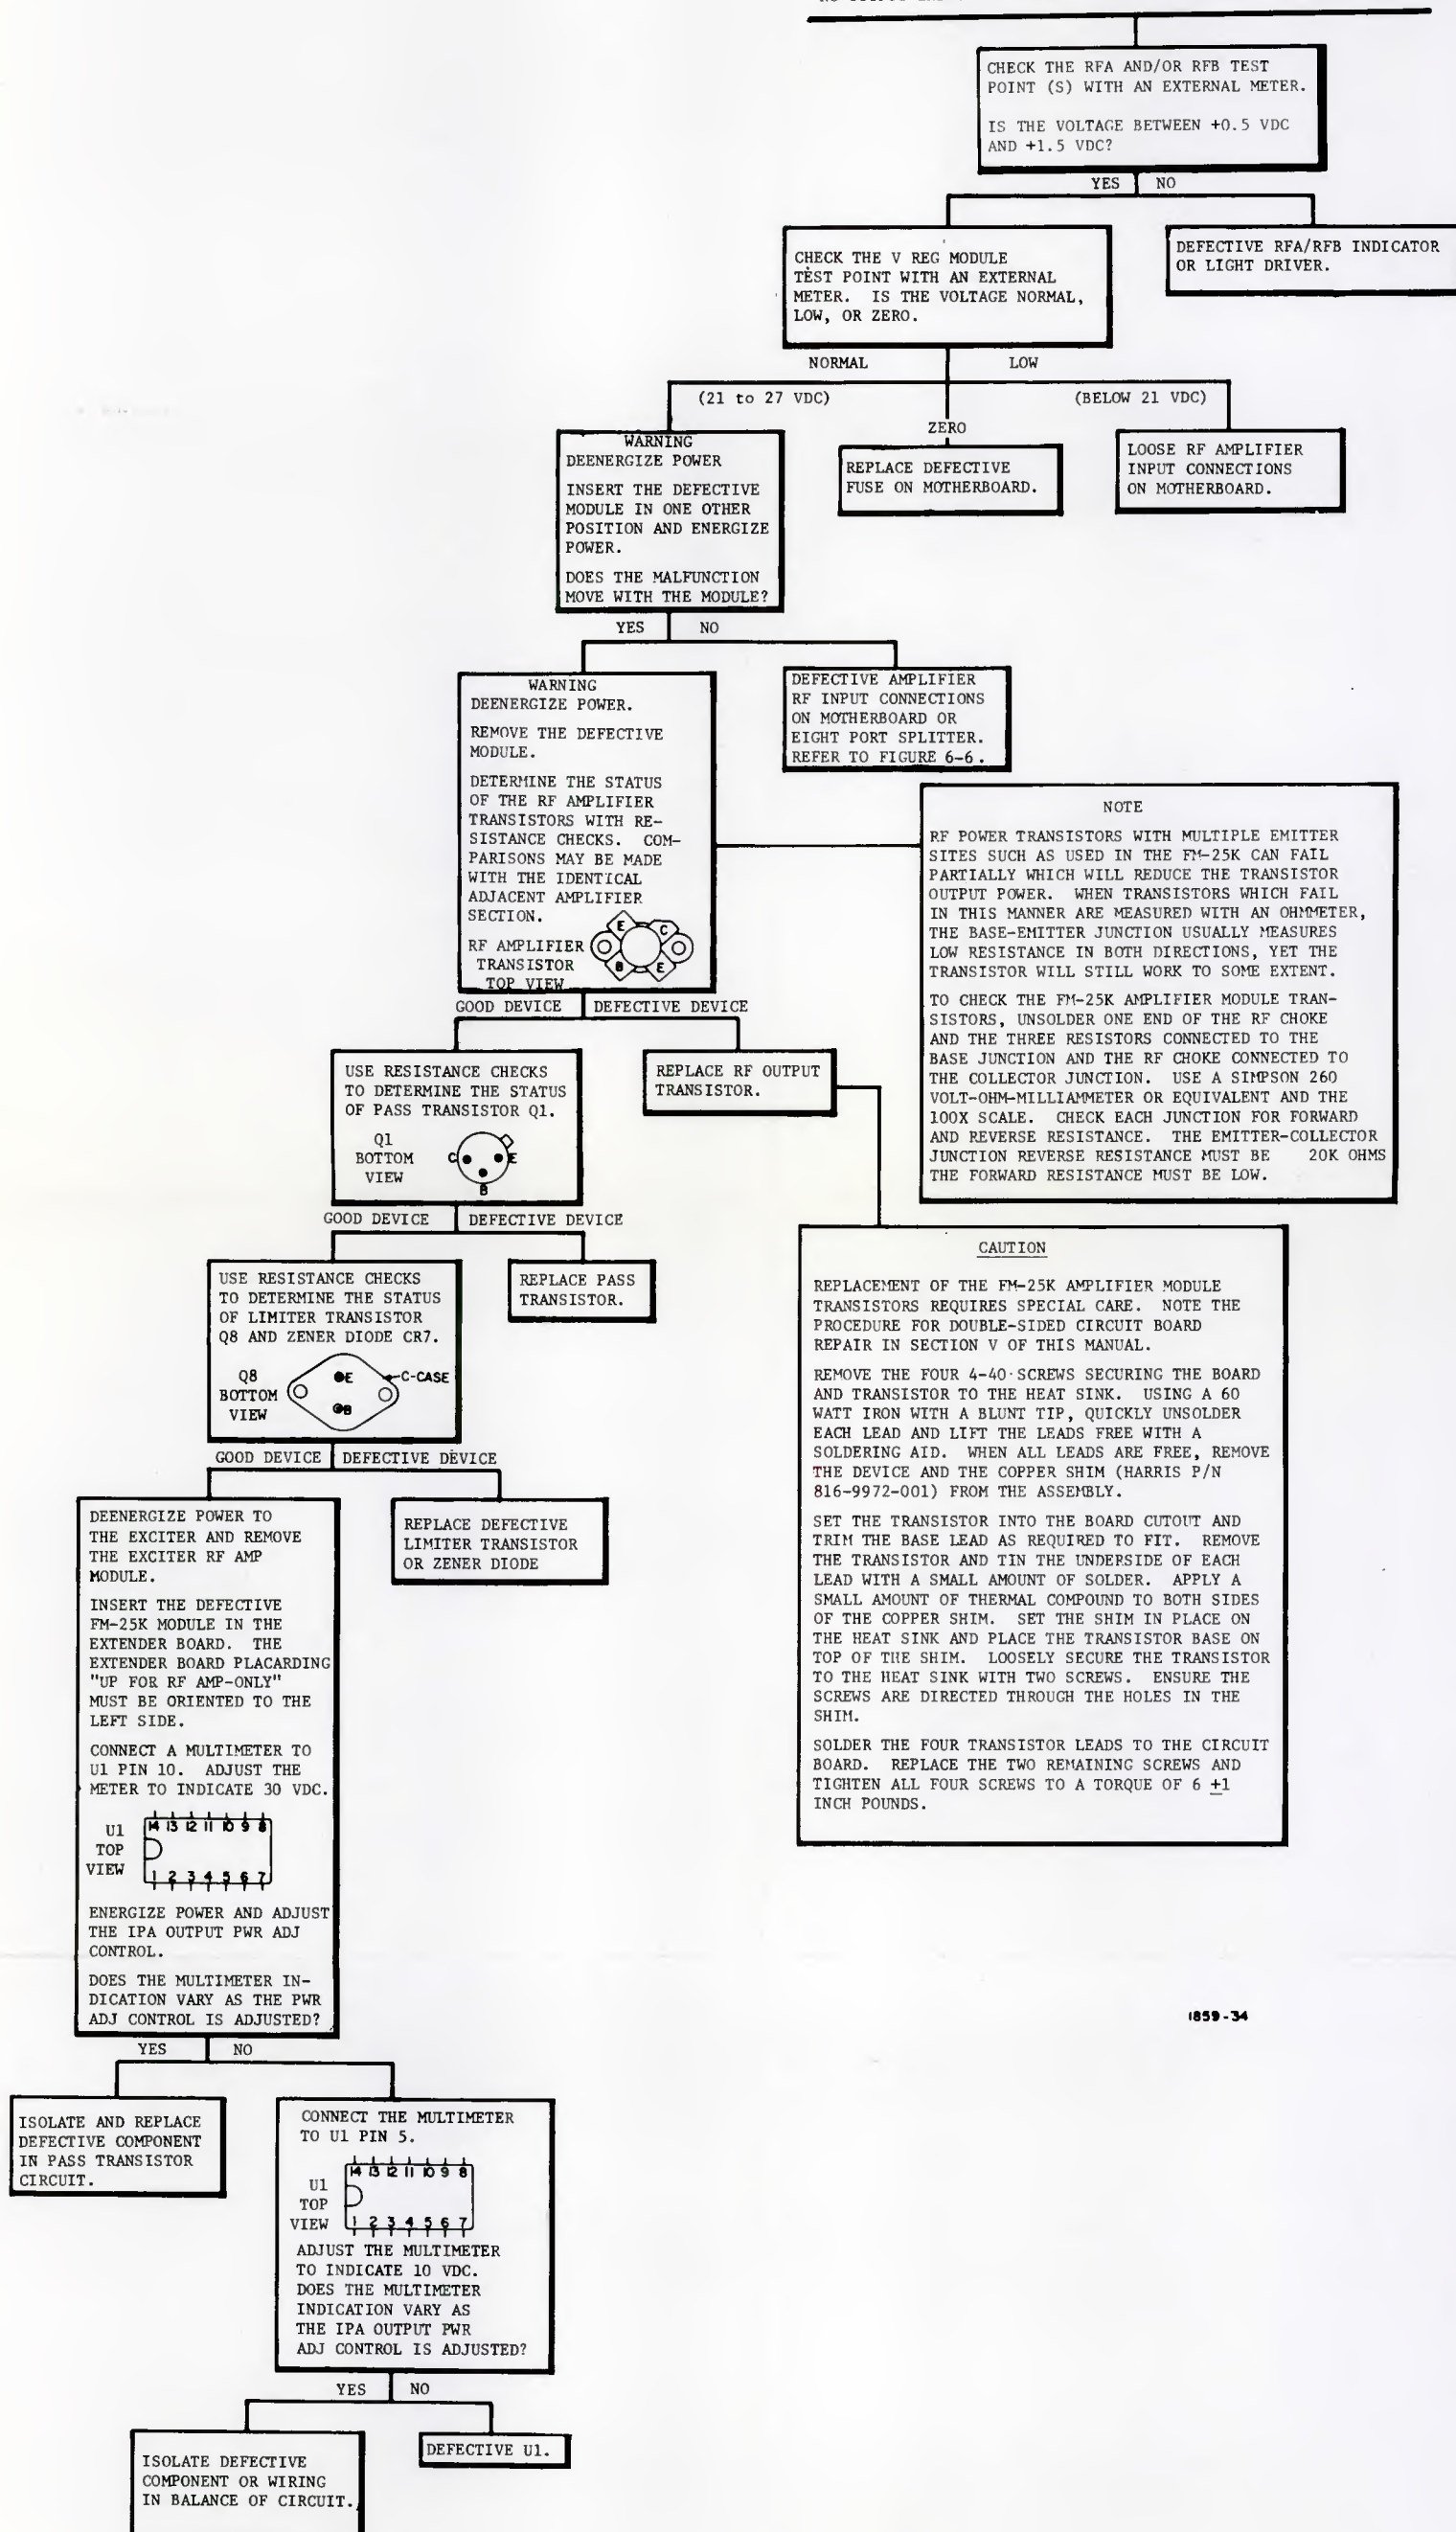 CHECK THE RFA AND/OR RFB TEST
POINT (S) WITH AN EXTERNAL METER.
IS THE VOLTAGE BETWEEN +0.5 VDC
AND +1.5 VDC?
YES NO
CHECK THE V REG MODULE
TEST POINT WITH AN EXTERNAL
METER. IS THE VOLTAGE NORMAL,
LOW, OR ZERO.
DEFECTIVE RFA/RFB INDICATOR
OR LIGHT DRIVER.
NORMAL LOW
(21 to 27 VDC) (BELOW 21 VDC)
ZERO
WARNING
DEENERGIZE POWER
INSERT THE DEFECTIVE
MODULE IN ONE OTHER
POSITION AND ENERGIZE
POWER.
DOES THE MALFUNCTION
MOVE WITH THE MODULE?
REPLACE DEFECTIVE
FUSE ON MOTHERBOARD.
LOOSE RF AMPLIFIER
INPUT CONNECTIONS
ON MOTHERBOARD.
YES NO
WARNING
DEENERGIZE POWER.
REMOVE THE DEFECTIVE
MODULE.
DETERMINE THE STATUS
OF THE RF AMPLIFIER
TRANSISTORS WITH RE-
SISTANCE CHECKS. COM-
PARISONS MAY BE MADE
WITH THE IDENTICAL
ADJACENT AMPLIFIER
SECTION.
E C
B E
RF AMPLIFIER
TRANSISTOR
TOP VIEW
DEFECTIVE AMPLIFIER
RF INPUT CONNECTIONS
ON MOTHERBOARD OR
EIGHT PORT SPLITTER.
REFER TO FIGURE 6-6.
NOTE
RF POWER TRANSISTORS WITH MULTIPLE EMITTER
SITES SUCH AS USED IN THE FM-25K CAN FAIL
PARTIALLY WHICH WILL REDUCE THE TRANSISTOR
OUTPUT POWER. WHEN TRANSISTORS WHICH FAIL
IN THIS MANNER ARE MEASURED WITH AN OHMMETER,
THE BASE-EMITTER JUNCTION USUALLY MEASURES
LOW RESISTANCE IN BOTH DIRECTIONS, YET THE
TRANSISTOR WILL STILL WORK TO SOME EXTENT.
TO CHECK THE FM-25K AMPLIFIER MODULE TRAN-
SISTORS, UNSOLDER ONE END OF THE RF CHOKE
AND THE THREE RESISTORS CONNECTED TO THE
BASE JUNCTION AND THE RF CHOKE CONNECTED TO
THE COLLECTOR JUNCTION. USE A SIMPSON 260
VOLT-OHM-MILLIAMMETER OR EQUIVALENT AND THE
100X SCALE. CHECK EACH JUNCTION FOR FORWARD
AND REVERSE RESISTANCE. THE EMITTER-COLLECTOR
JUNCTION REVERSE RESISTANCE MUST BE 20K OHMS
THE FORWARD RESISTANCE MUST BE LOW.
GOOD DEVICE DEFECTIVE DEVICE
USE RESISTANCE CHECKS
TO DETERMINE THE STATUS
OF PASS TRANSISTOR Q1.
Q1
BOTTOM
VIEW
C E
B
REPLACE RF OUTPUT
TRANSISTOR.
GOOD DEVICE DEFECTIVE DEVICE
USE RESISTANCE CHECKS
TO DETERMINE THE STATUS
OF LIMITER TRANSISTOR
Q8 AND ZENER DIODE CR7.
Q8
BOTTOM
VIEW
E C-CASE
B
REPLACE PASS
TRANSISTOR.
CAUTION
REPLACEMENT OF THE FM-25K AMPLIFIER MODULE
TRANSISTORS REQUIRES SPECIAL CARE. NOTE THE
PROCEDURE FOR DOUBLE-SIDED CIRCUIT BOARD
REPAIR IN SECTION V OF THIS MANUAL.
REMOVE THE FOUR 4-40 SCREWS SECURING THE BOARD
AND TRANSISTOR TO THE HEAT SINK. USING A 60
WATT IRON WITH A BLUNT TIP, QUICKLY UNSOLDER
EACH LEAD AND LIFT THE LEADS FREE WITH A
SOLDERING AID. WHEN ALL LEADS ARE FREE, REMOVE
THE DEVICE AND THE COPPER SHIM (HARRIS P/N
816-9972-001) FROM THE ASSEMBLY.
SET THE TRANSISTOR INTO THE BOARD CUTOUT AND
TRIM THE BASE LEAD AS REQUIRED TO FIT. REMOVE
THE TRANSISTOR AND TIN THE UNDERSIDE OF EACH
LEAD WITH A SMALL AMOUNT OF SOLDER. APPLY A
SMALL AMOUNT OF THERMAL COMPOUND TO BOTH SIDES
OF THE COPPER SHIM. SET THE SHIM IN PLACE ON
THE HEAT SINK AND PLACE THE TRANSISTOR BASE ON
TOP OF THE SHIM. LOOSELY SECURE THE TRANSISTOR
TO THE HEAT SINK WITH TWO SCREWS. ENSURE THE
SCREWS ARE DIRECTED THROUGH THE HOLES IN THE
SHIM.
SOLDER THE FOUR TRANSISTOR LEADS TO THE CIRCUIT
BOARD. REPLACE THE TWO REMAINING SCREWS AND
TIGHTEN ALL FOUR SCREWS TO A TORQUE OF 6 ±1
INCH POUNDS.
GOOD DEVICE DEFECTIVE DEVICE
DEENERGIZE POWER TO
THE EXCITER AND REMOVE
THE EXCITER RF AMP
MODULE.
INSERT THE DEFECTIVE
FM-25K MODULE IN THE
EXTENDER BOARD. THE
EXTENDER BOARD PLACARDING
"UP FOR RF AMP-ONLY"
MUST BE ORIENTED TO THE
LEFT SIDE.
CONNECT A MULTIMETER TO
U1 PIN 10. ADJUST THE
METER TO INDICATE 30 VDC.
14 13 12 11 10 9 8
U1
TOP
VIEW
1 2 3 4 5 6 7
ENERGIZE POWER AND ADJUST
THE IPA OUTPUT PWR ADJ
CONTROL.
DOES THE MULTIMETER IN-
DICATION VARY AS THE PWR
ADJ CONTROL IS ADJUSTED?
REPLACE DEFECTIVE
LIMITER TRANSISTOR
OR ZENER DIODE
1859-34
YES NO
ISOLATE AND REPLACE
DEFECTIVE COMPONENT
IN PASS TRANSISTOR
CIRCUIT.
CONNECT THE MULTIMETER
TO U1 PIN 5.
14 13 12 11 10 9 8
U1
TOP
VIEW
1 2 3 4 5 6 7
ADJUST THE MULTIMETER
TO INDICATE 10 VDC.
DOES THE MULTIMETER
INDICATION VARY AS
THE IPA OUTPUT PWR
ADJ CONTROL IS ADJUSTED?
YES NO
ISOLATE DEFECTIVE
COMPONENT OR WIRING
IN BALANCE OF CIRCUIT.
DEFECTIVE U1.